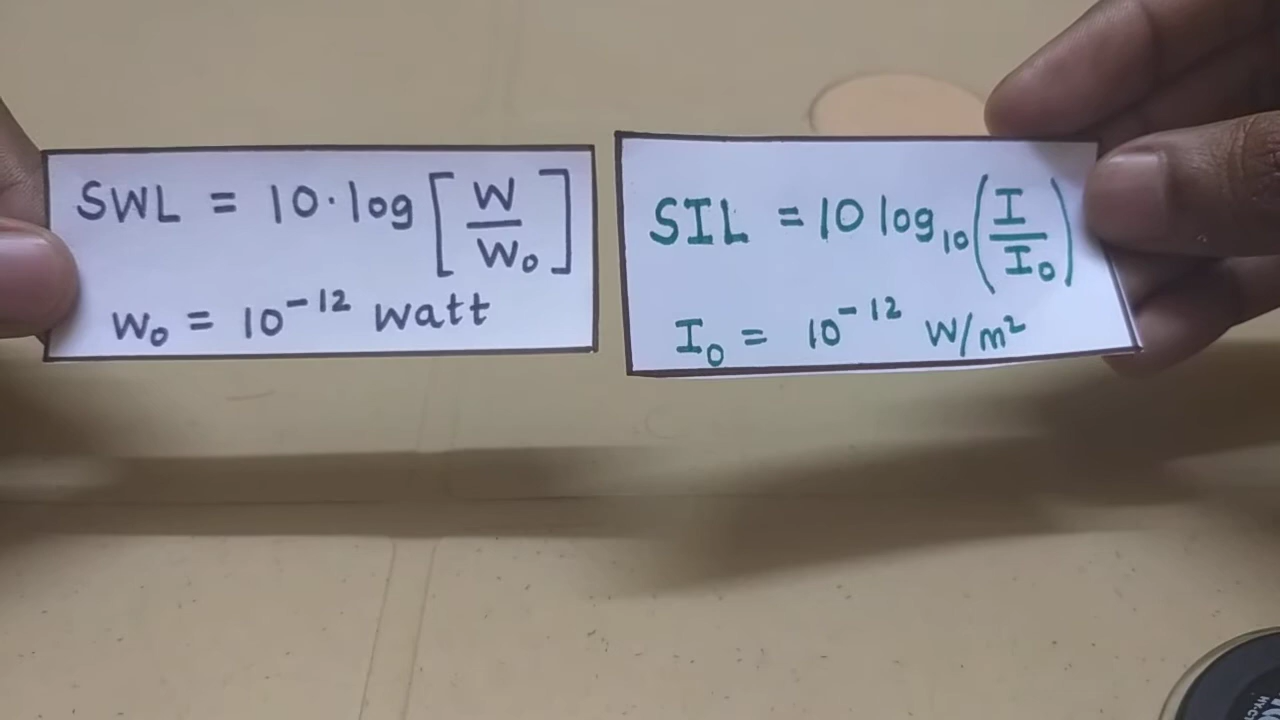 SWL = 10·log[W/W₀]
W₀ = 10⁻¹² watt
SIL = 10 log₁₀(I/I₀)
I₀ = 10⁻¹² W/m²